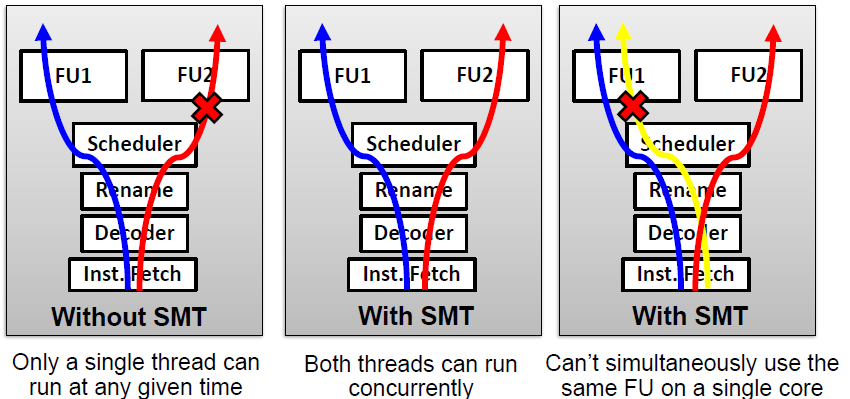 FU1
FU2
Scheduler
Rename
Decoder
Inst. Fetch
Without SMT
Only a single thread can
run at any given time
FU1
FU2
Scheduler
Rename
Decoder
Inst. Fetch
With SMT
Both threads can run
concurrently
FU1
FU2
Scheduler
Rename
Decoder
Inst. Fetch
With SMT
Can't simultaneously use the
same FU on a single core